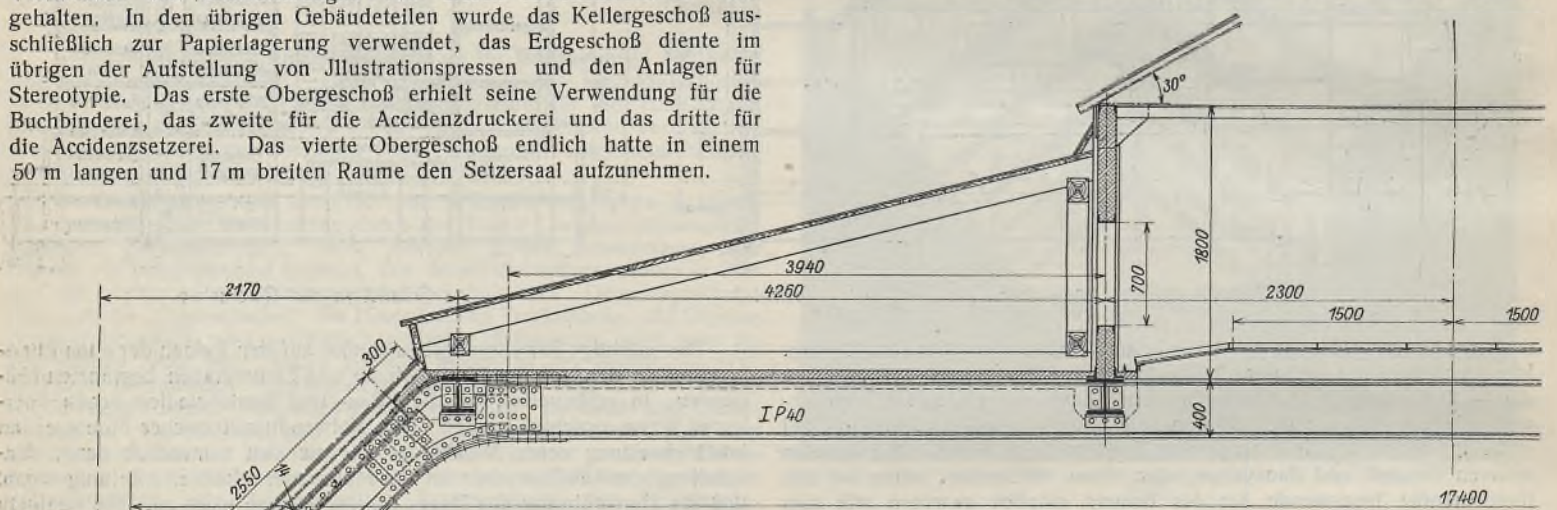 gehalten. In den übrigen Gebäudeteilen wurde das Kellergeschoß aus-
schließlich zur Papierlagerung verwendet, das Erdgeschoß diente im
übrigen der Aufstellung von Jllustrationspressen und den Anlagen für
Stereotypie. Das erste Obergeschoß erhielt seine Verwendung für die
Buchbinderei, das zweite für die Accidenzdruckerei und das dritte für
die Accidenzsetzerei. Das vierte Obergeschoß endlich hatte in einem
50 m langen und 17 m breiten Raume den Setzersaal aufzunehmen.
30°
3940
2170
4260
700
1800
2300
1500
1500
300
IP40
400
2550
17400